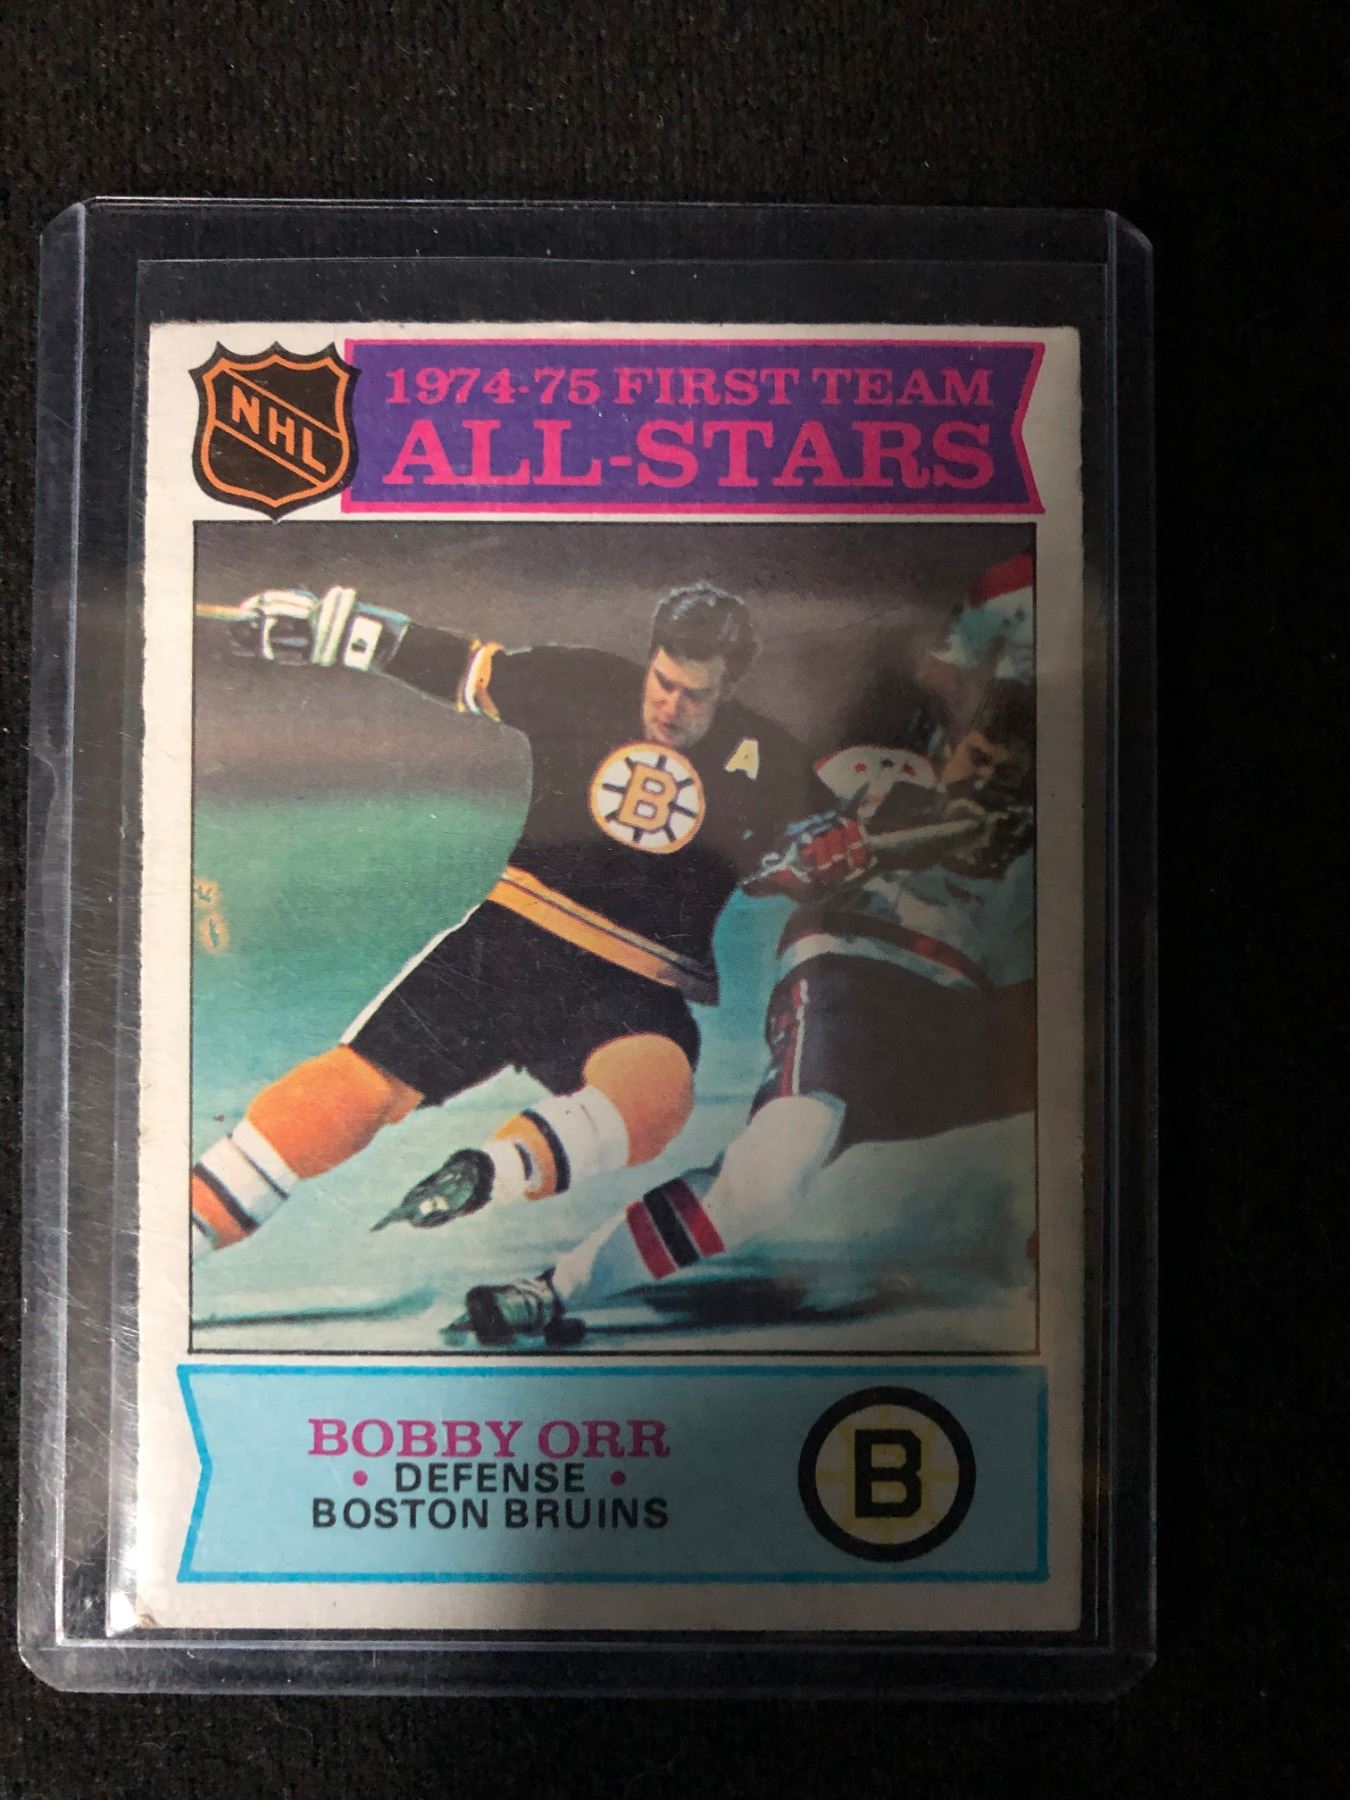 NHL
1974-75 FIRST TEAM
ALL-STARS
A
B
BOBBY ORR
• DEFENSE •
BOSTON BRUINS
B